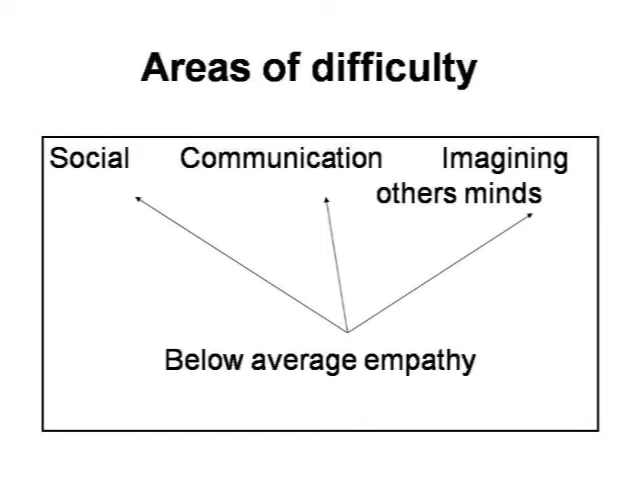 Areas of difficulty
Social Communication Imagining
others minds
Below average empathy